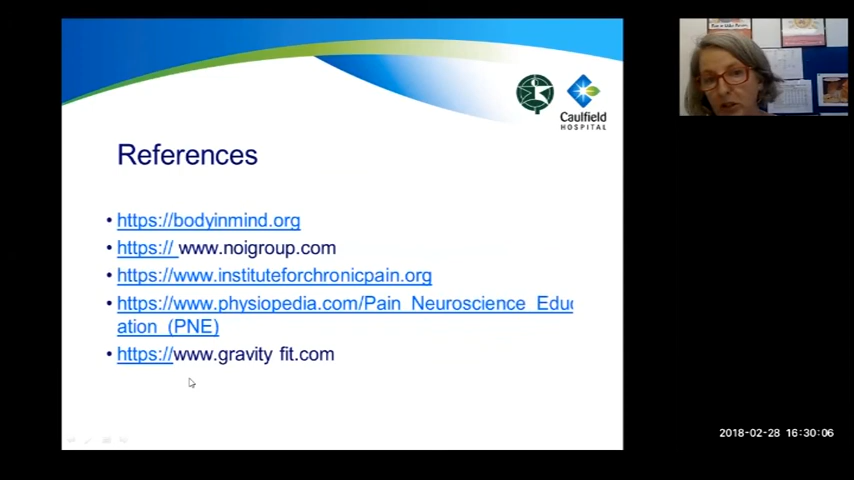 Caulfield
HOSPITAL
References
• https://bodyinmind.org
• https:// www.noigroup.com
• https://www.instituteforchronicpain.org
• https://www.physiopedia.com/Pain_Neuroscience_Educ
ation_(PNE)
• https://www.gravity fit.com
2018-02-28 16:30:06